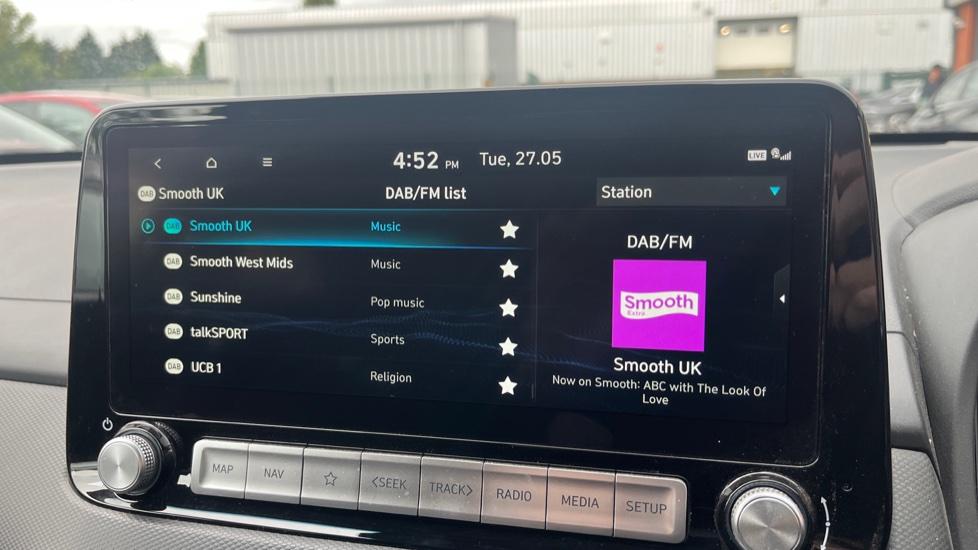 4:52 PM Tue, 27.05 LIVE
DAB Smooth UK DAB/FM list Station
DAB Smooth UK Music
DAB Smooth West Mids Music
DAB Sunshine Pop music
DAB talkSPORT Sports
DAB UCB 1 Religion
DAB/FM
Smooth
Extra
Smooth UK
Now on Smooth: ABC with The Look Of
Love
MAP NAV <SEEK TRACK> RADIO MEDIA SETUP